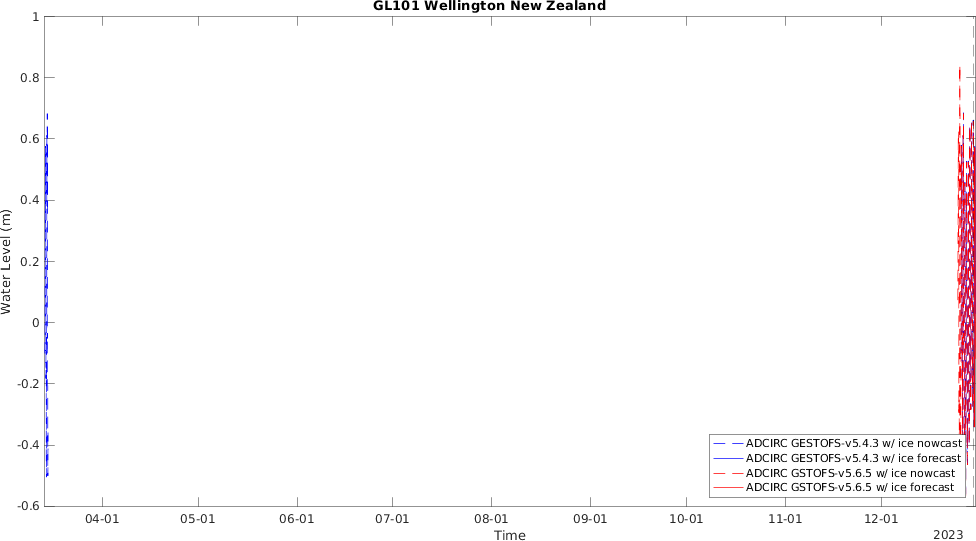 GL101 Wellington New Zealand
1
0.8
0.6
0.4
0.2
0
-0.2
-0.4
-0.6
Water Level (m)
04-01 05-01 06-01 07-01 08-01 09-01 10-01 11-01 12-01
Time
2023
ADCIRC GESTOFS-v5.4.3 w/ ice nowcast
ADCIRC GESTOFS-v5.4.3 w/ ice forecast
ADCIRC GSTOFS-v5.6.5 w/ ice nowcast
ADCIRC GSTOFS-v5.6.5 w/ ice forecast